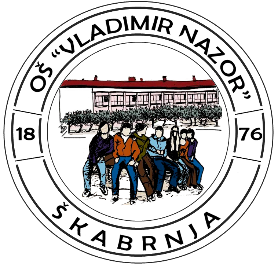 OŠ “VLADIMIR NAZOR”
18 76
ŠKABRNJA